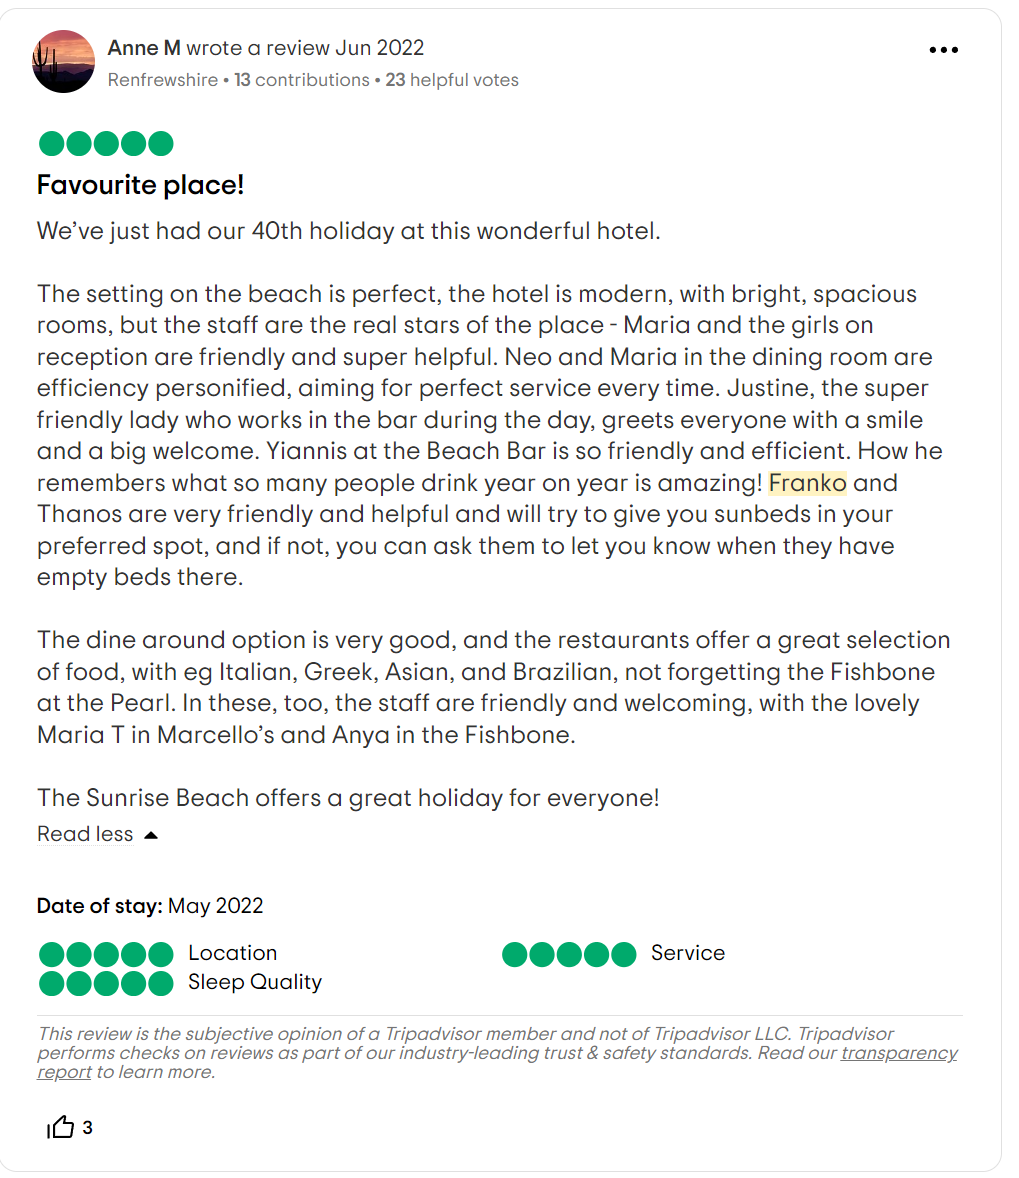 Anne M wrote a review Jun 2022
Renfrewshire • 13 contributions • 23 helpful votes
Favourite place!
We’ve just had our 40th holiday at this wonderful hotel.
The setting on the beach is perfect, the hotel is modern, with bright, spacious
rooms, but the staff are the real stars of the place - Maria and the girls on
reception are friendly and super helpful. Neo and Maria in the dining room are
efficiency personified, aiming for perfect service every time. Justine, the super
friendly lady who works in the bar during the day, greets everyone with a smile
and a big welcome. Yiannis at the Beach Bar is so friendly and efficient. How he
remembers what so many people drink year on year is amazing! Franko and
Thanos are very friendly and helpful and will try to give you sunbeds in your
preferred spot, and if not, you can ask them to let you know when they have
empty beds there.
The dine around option is very good, and the restaurants offer a great selection
of food, with eg Italian, Greek, Asian, and Brazilian, not forgetting the Fishbone
at the Pearl. In these, too, the staff are friendly and welcoming, with the lovely
Maria T in Marcello’s and Anya in the Fishbone.
The Sunrise Beach offers a great holiday for everyone!
Read less
Date of stay: May 2022
Location
Service
Sleep Quality
This review is the subjective opinion of a Tripadvisor member and not of Tripadvisor LLC. Tripadvisor
performs checks on reviews as part of our industry-leading trust & safety standards. Read our transparency
report to learn more.
3